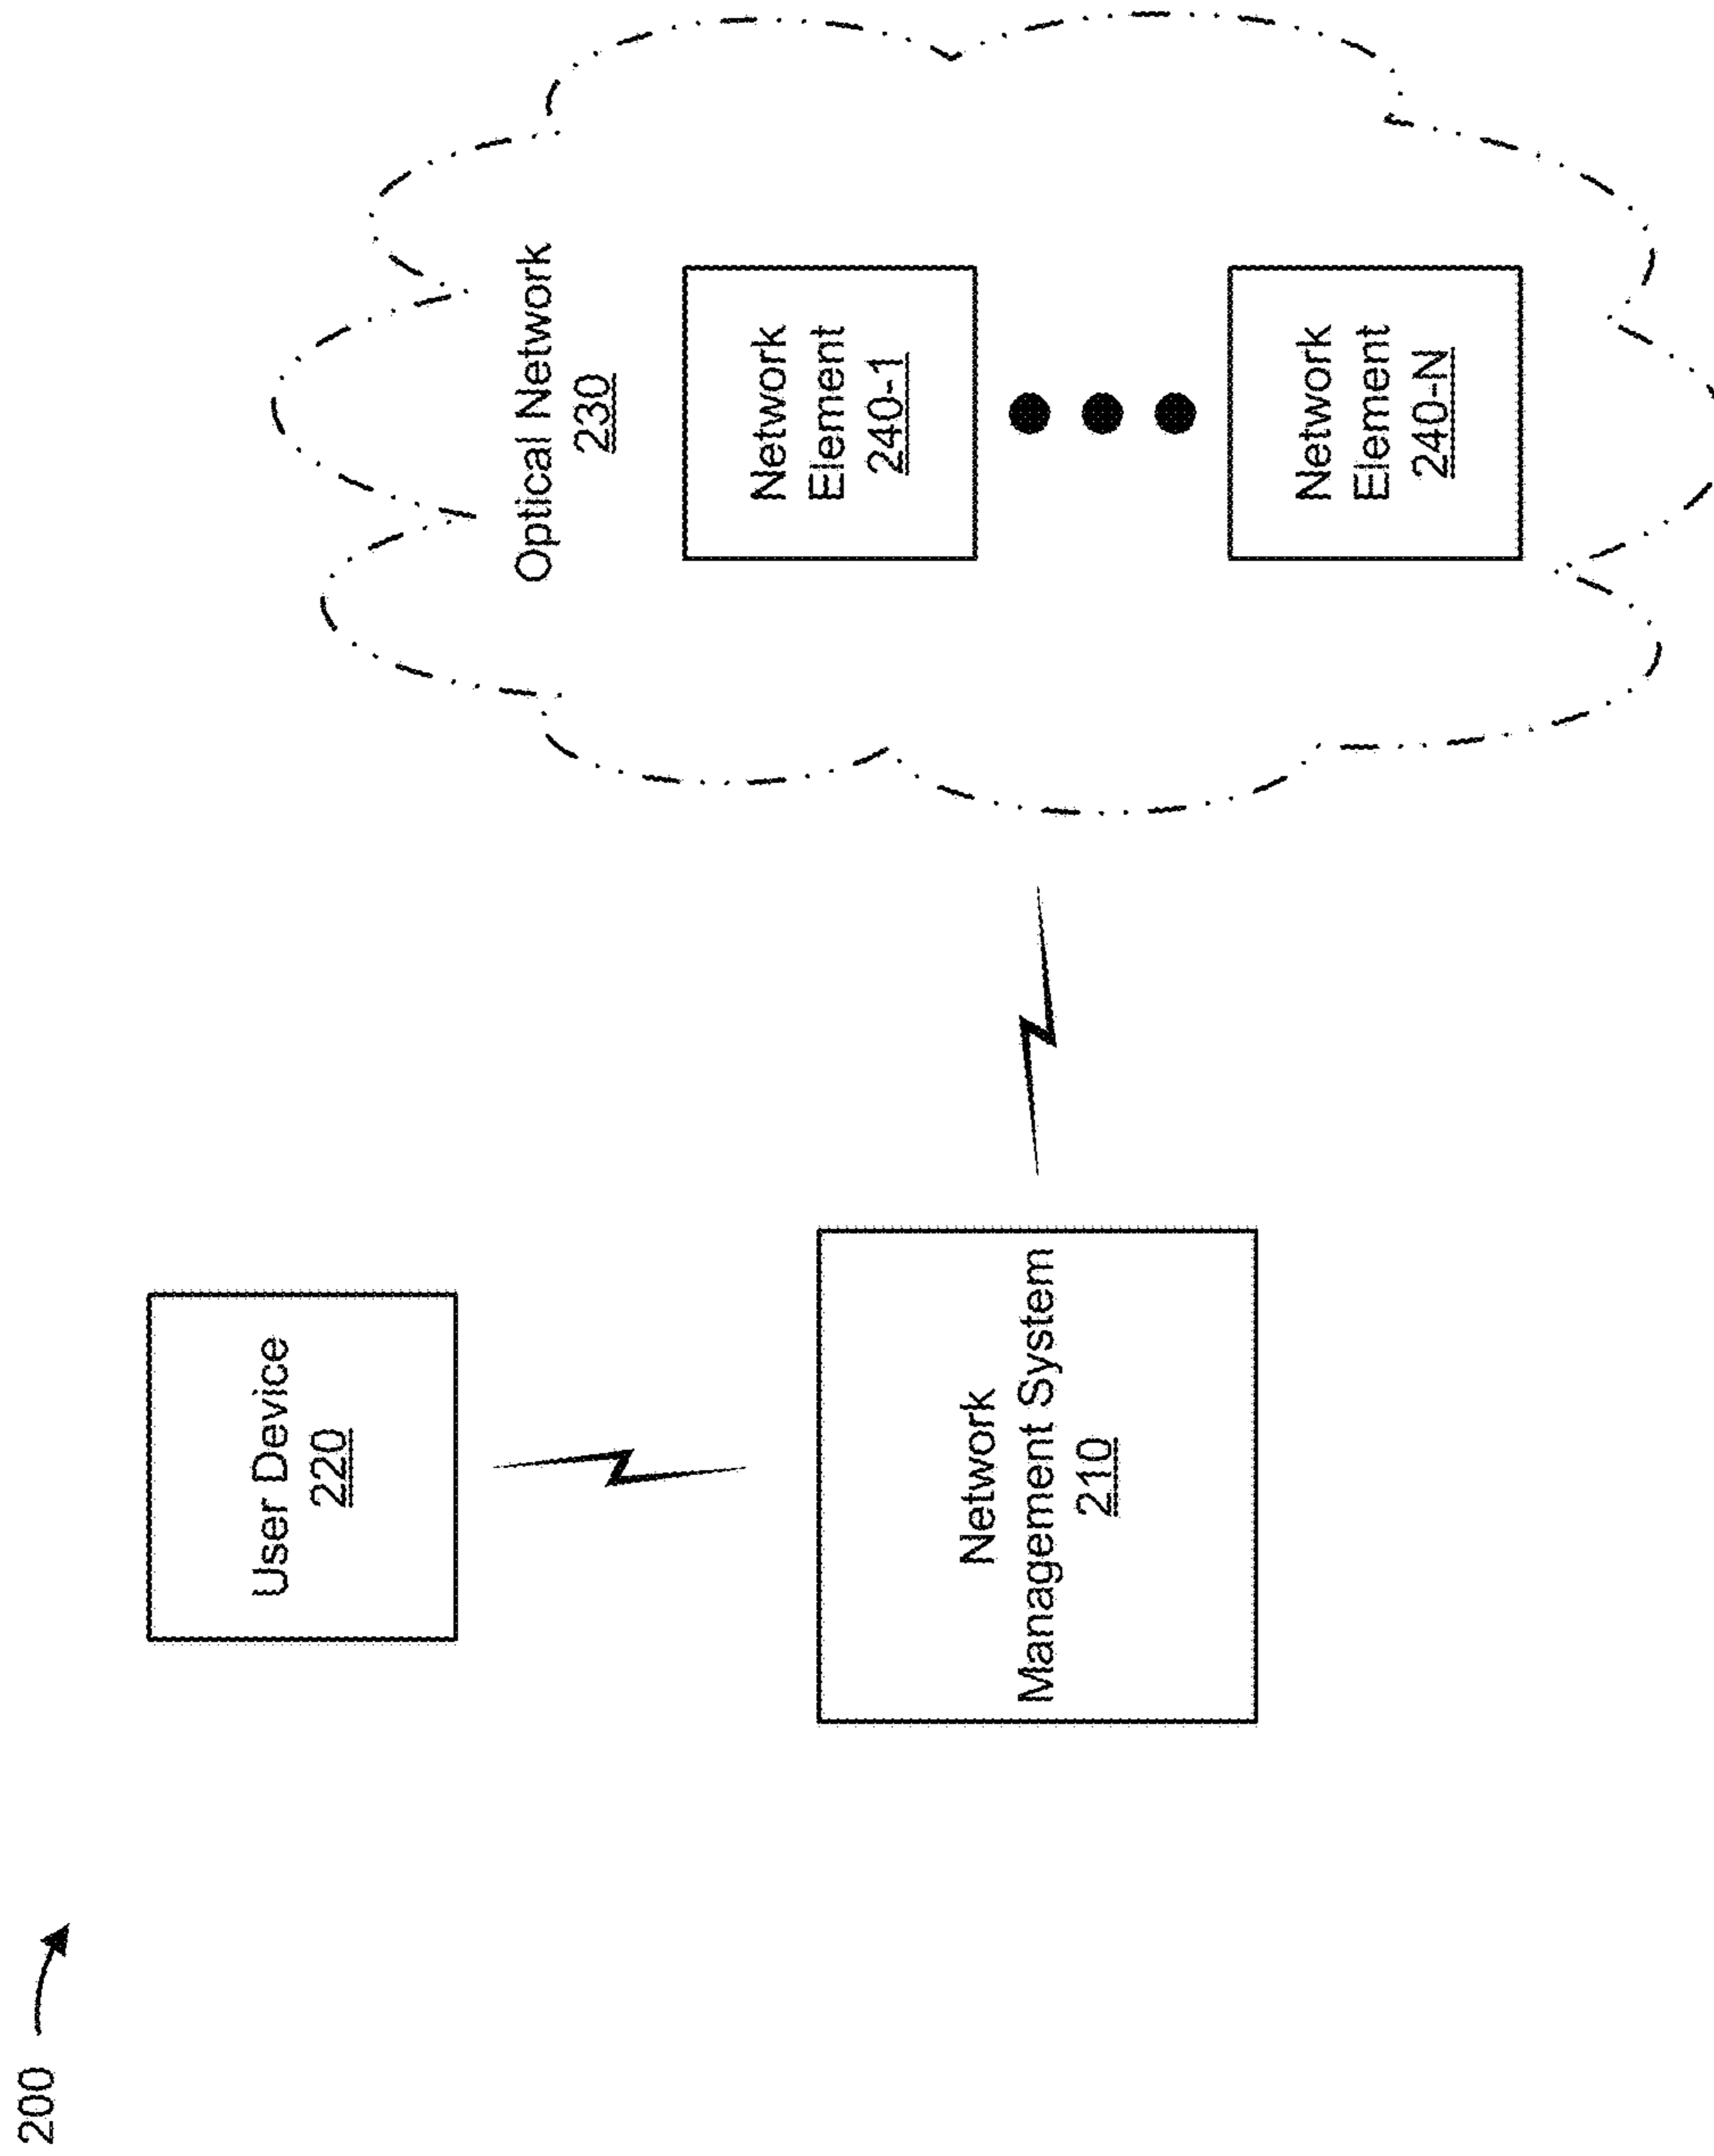 200
User Device
220
Network
Management System
210
Optical Network
230
Network
Element
240-1
Network
Element
240-N